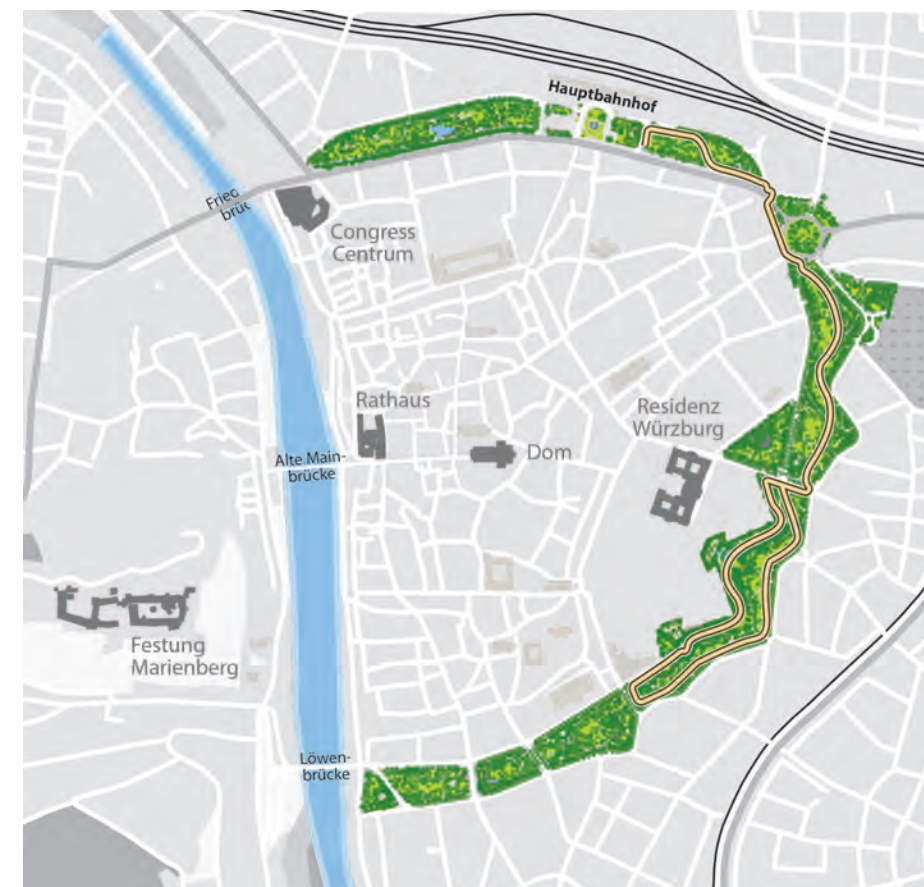 Hauptbahnhof
Congress
Centrum
Rathaus
Residenz
Würzburg
Alte Main-
brücke
Dom
Festung
Marienberg
Löwen-
brücke